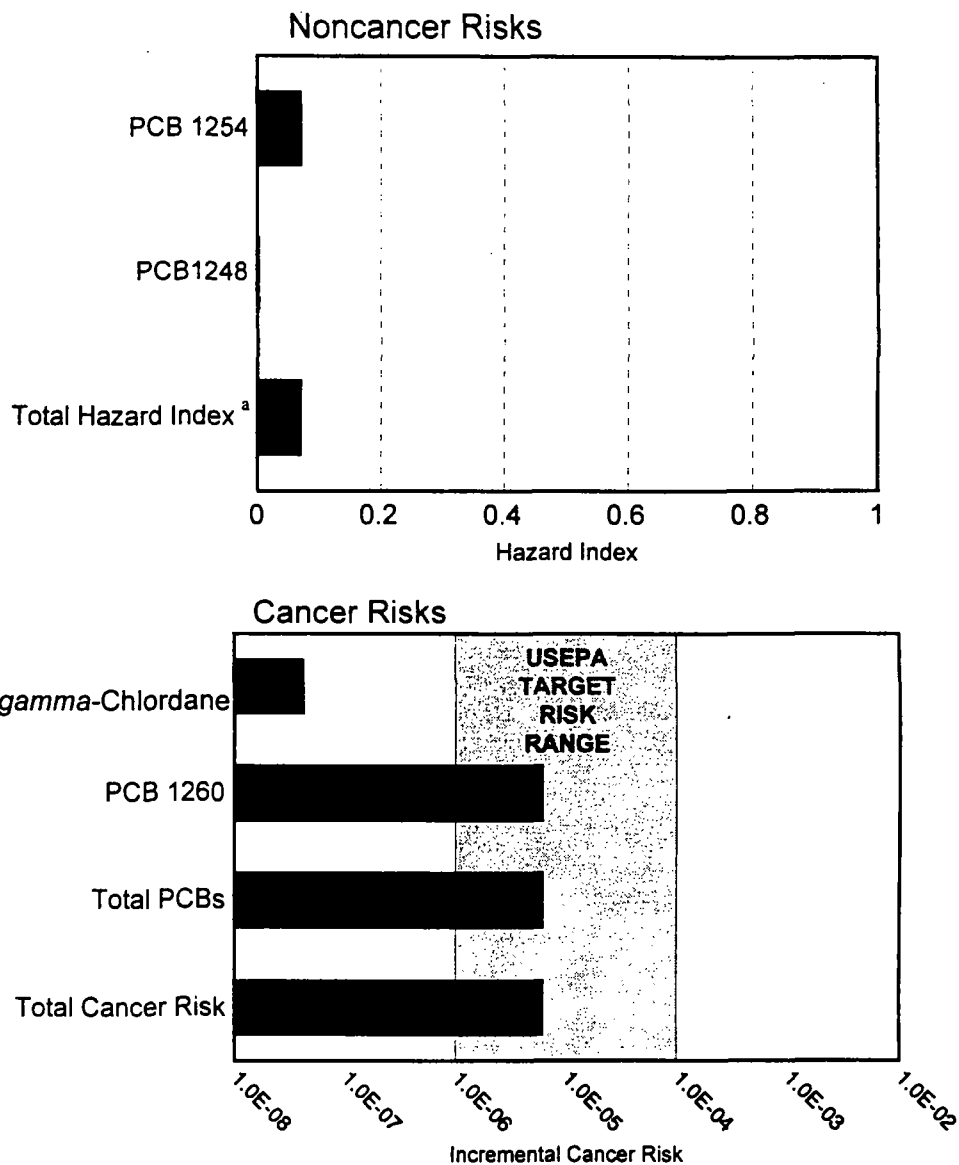 Noncancer Risks
PCB 1254
PCB1248
Total Hazard Index a
0 0.2 0.4 0.6 0.8 1
Hazard Index
Cancer Risks
USEPA
TARGET
RISK
RANGE
gamma-Chlordane
PCB 1260
Total PCBs
Total Cancer Risk
1.0E-08 1.0E-07 1.0E-06 1.0E-05 1.0E-04 1.0E-03 1.0E-02
Incremental Cancer Risk